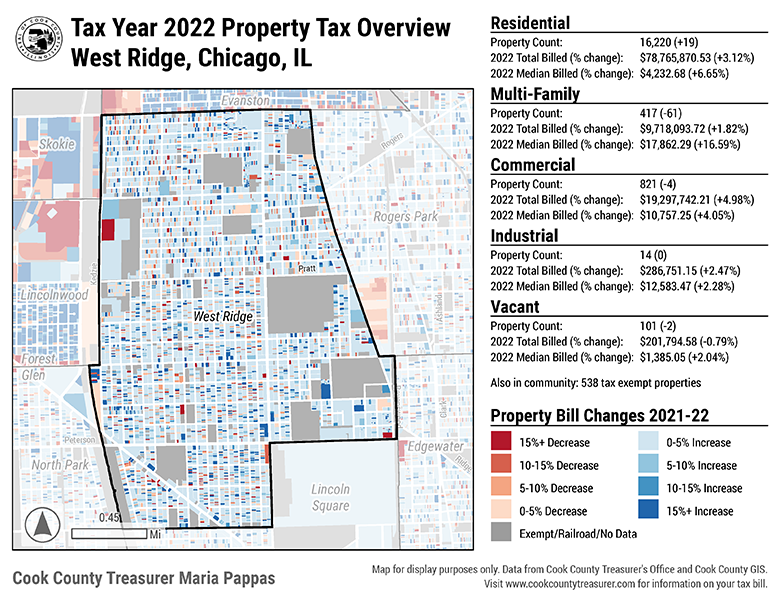 Tax Year 2022 Property Tax Overview
West Ridge, Chicago, IL
Evanston
Skokie
Rogers
Rogers Park
Kedzie
Pratt
Lincolnwood
Ashland
West Ridge
Forest
Glen
Clark
Peterson
Edgewater
Ridge
North Park
Lincoln
Square
0.45
Mi
Residential
Property Count: 16,220 (+19)
2022 Total Billed (% change): $78,765,870.53 (+3.12%)
2022 Median Billed (% change): $4,232.68 (+6.65%)
Multi-Family
Property Count: 417 (-61)
2022 Total Billed (% change): $9,718,093.72 (+1.82%)
2022 Median Billed (% change): $17,862.29 (+16.59%)
Commercial
Property Count: 821 (-4)
2022 Total Billed (% change): $19,297,742.21 (+4.98%)
2022 Median Billed (% change): $10,757.25 (+4.05%)
Industrial
Property Count: 14 (0)
2022 Total Billed (% change): $286,751.15 (+2.47%)
2022 Median Billed (% change): $12,583.47 (+2.28%)
Vacant
Property Count: 101 (-2)
2022 Total Billed (% change): $201,794.58 (-0.79%)
2022 Median Billed (% change): $1,385.05 (+2.04%)
Also in community: 538 tax exempt properties
Property Bill Changes 2021-22
15%+ Decrease
10-15% Decrease
5-10% Decrease
0-5% Decrease
0-5% Increase
5-10% Increase
10-15% Increase
15%+ Increase
Exempt/Railroad/No Data
Cook County Treasurer Maria Pappas
Map for display purposes only. Data from Cook County Treasurer's Office and Cook County GIS.
Visit www.cookcountytreasurer.com for information on your tax bill.